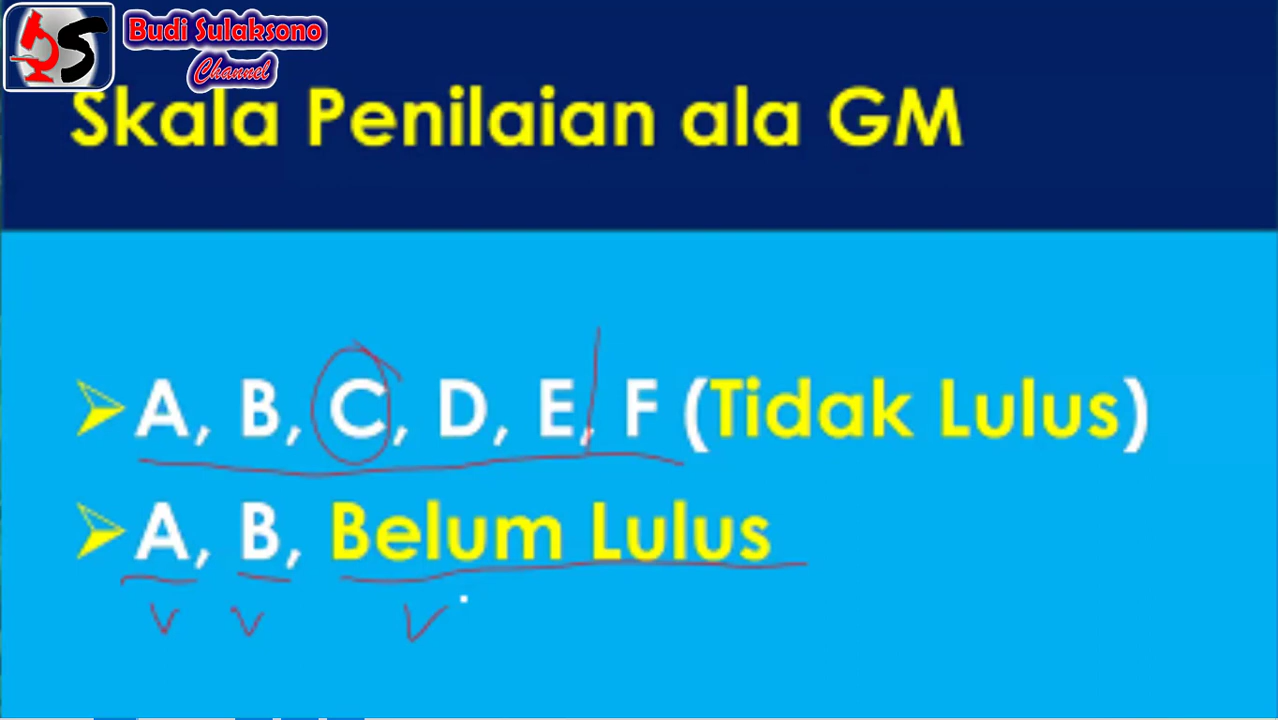 Budi Sulaksono
Channel
Skala Penilaian ala GM
A, B, C, D, E, F (Tidak Lulus)
A, B, Belum Lulus